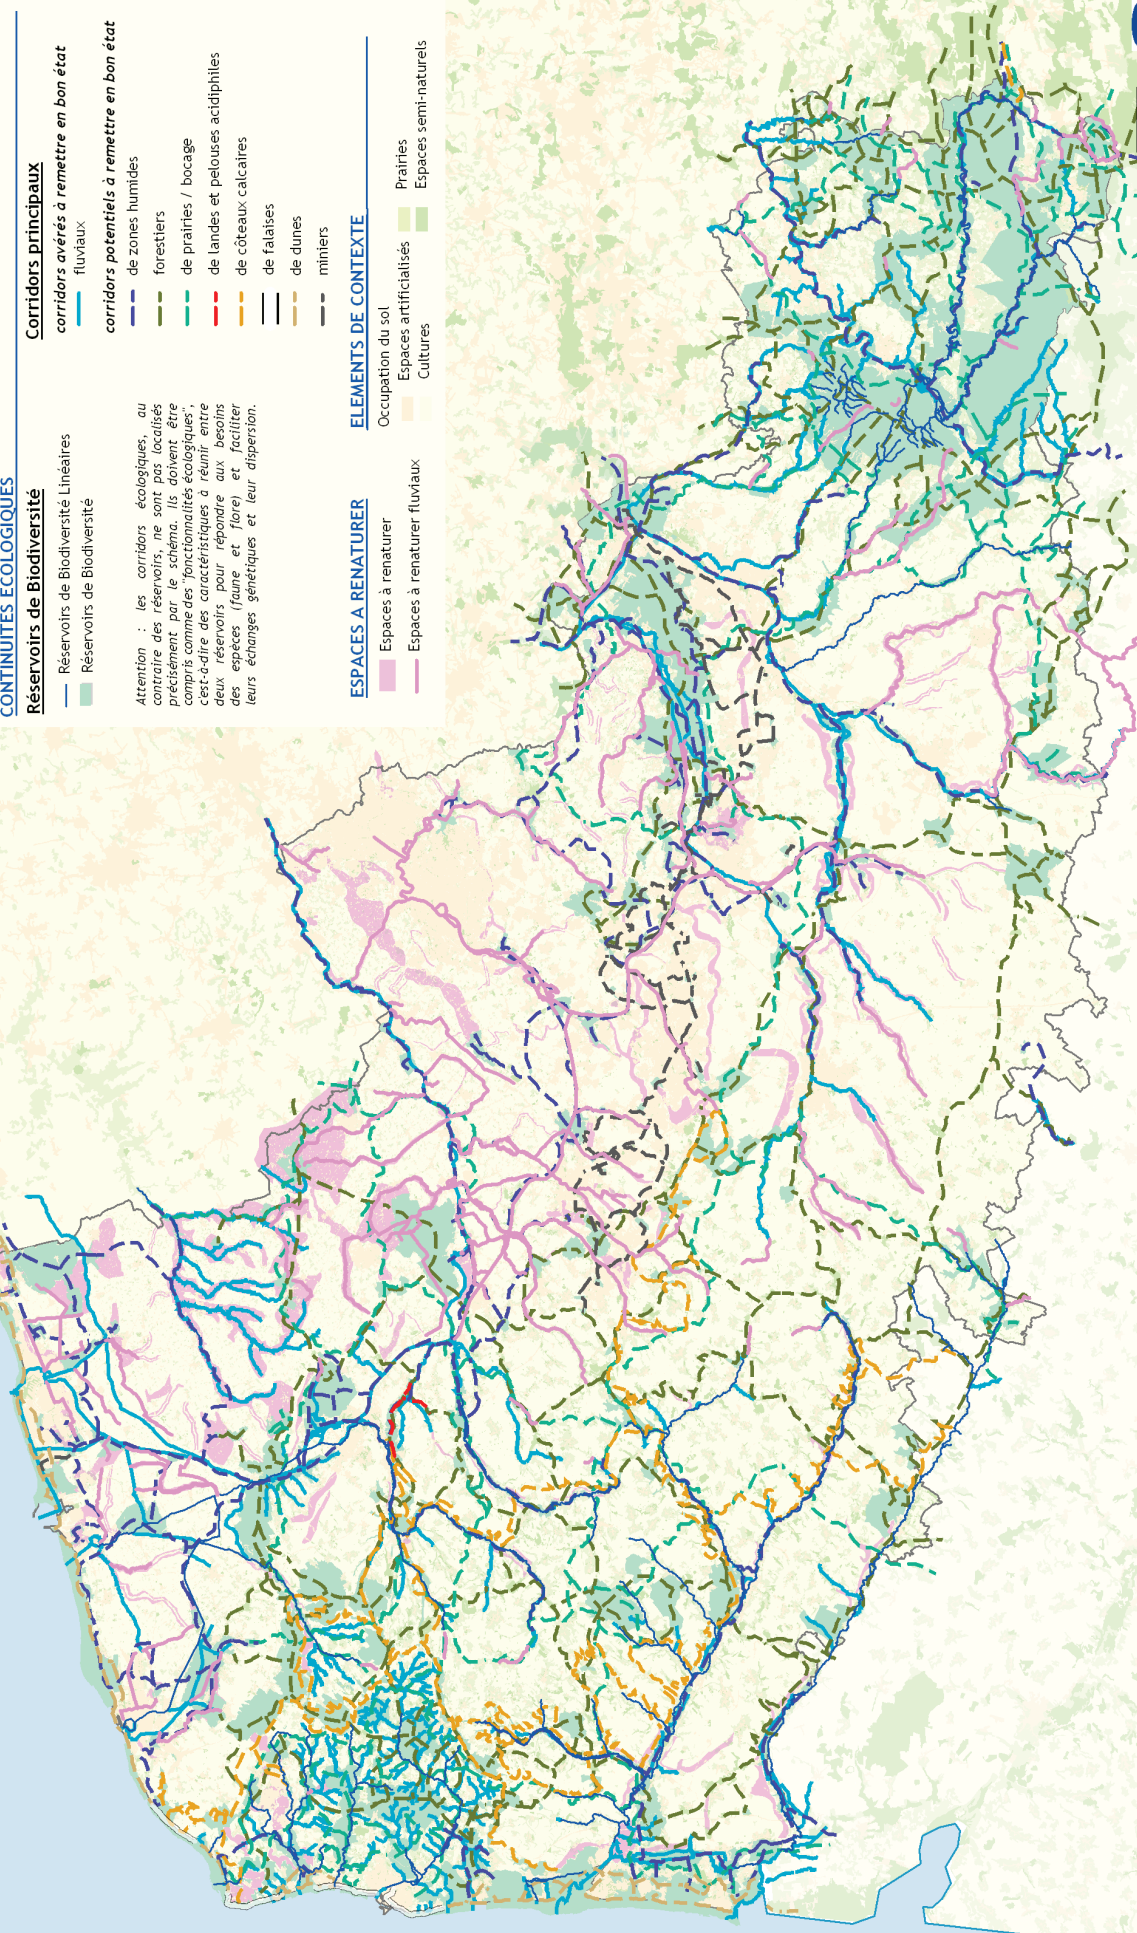 CONTINUITES ECOLOGIQUES
Réservoirs de Biodiversité
Réservoirs de Biodiversité Linéaires
Réservoirs de Biodiversité
Attention : les corridors écologiques, au
contraire des réservoirs, ne sont pas localisés
précisément par le schéma. Ils doivent être
compris comme des "fonctionnalités écologiques",
c'est-à-dire des caractéristiques à réunir entre
deux réservoirs pour répondre aux besoins
des espèces (faune et flore) et faciliter
leurs échanges génétiques et leur dispersion.
Corridors principaux
corridors avérés à remettre en bon état
fluviaux
corridors potentiels à remettre en bon état
de zones humides
forestiers
de prairies / bocage
de landes et pelouses acidiphiles
de côteaux calcaires
de falaises
de dunes
miniers
ESPACES A RENATURER
Espaces à renaturer
Espaces à renaturer fluviaux
ELEMENTS DE CONTEXTE
Occupation du sol
Espaces artificialisés
Cultures
Prairies
Espaces semi-naturels